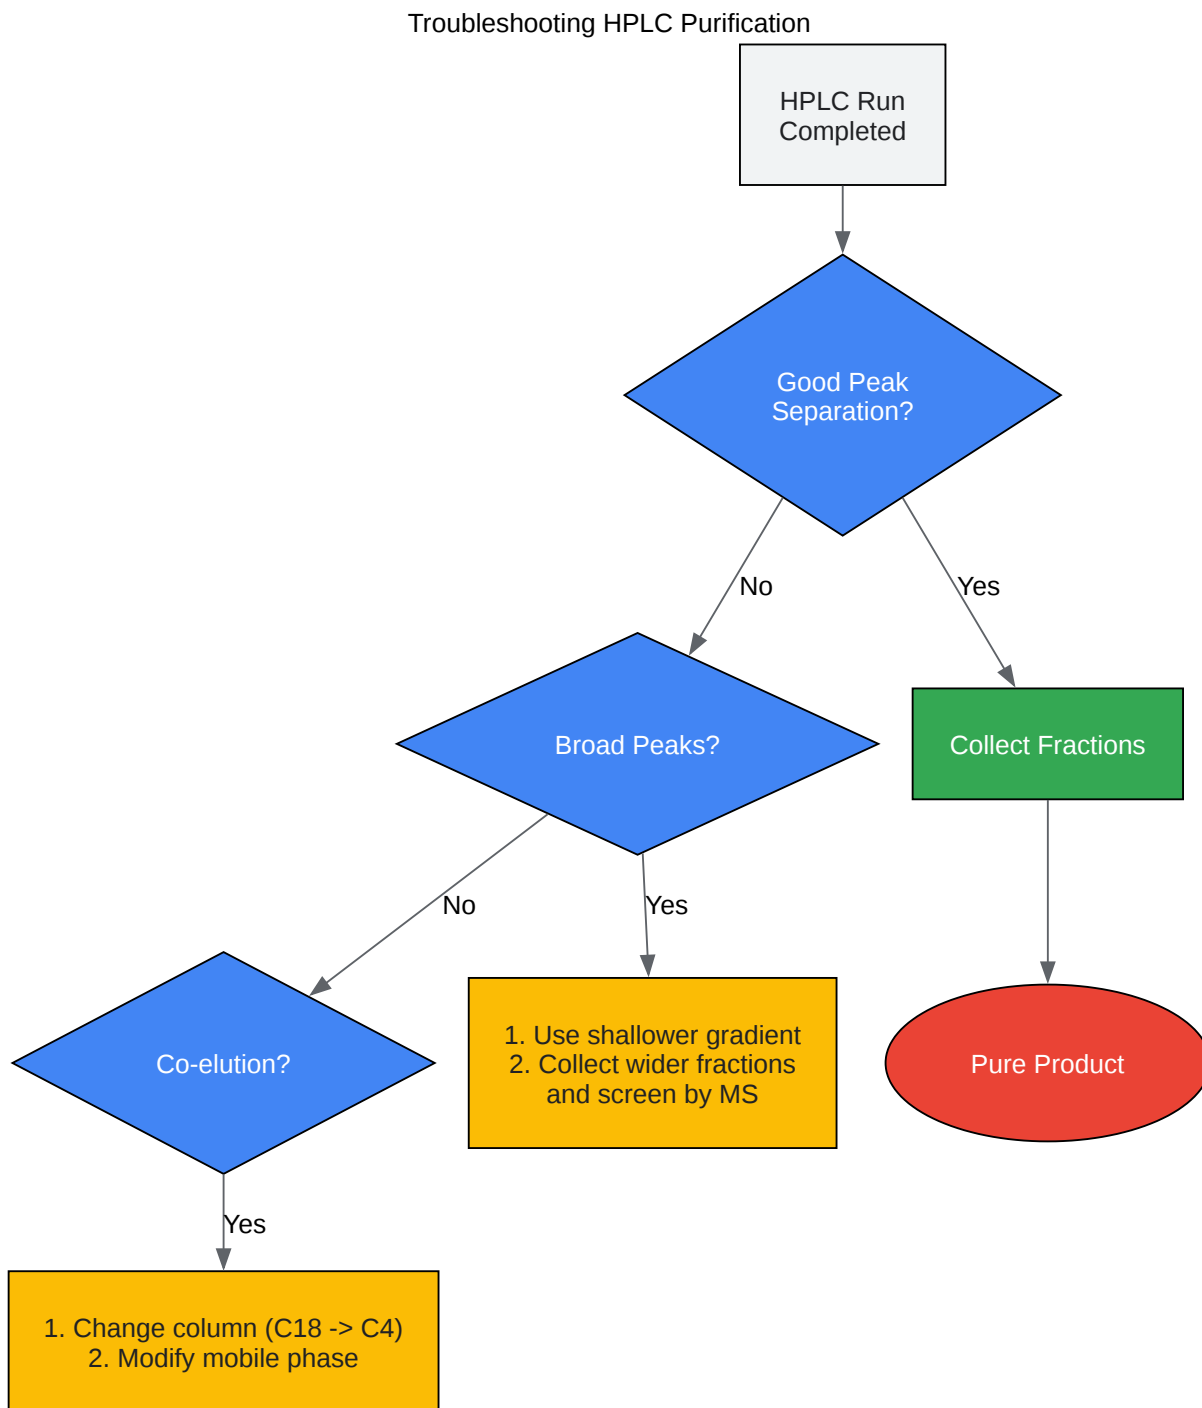 Troubleshooting HPLC Purification
HPLC Run
Completed
Good Peak
Separation?
No
Yes
Broad Peaks?
Collect Fractions
No
Yes
Co-elution?
1. Use shallower gradient
2. Collect wider fractions
and screen by MS
Pure Product
Yes
1. Change column (C18 -> C4)
2. Modify mobile phase